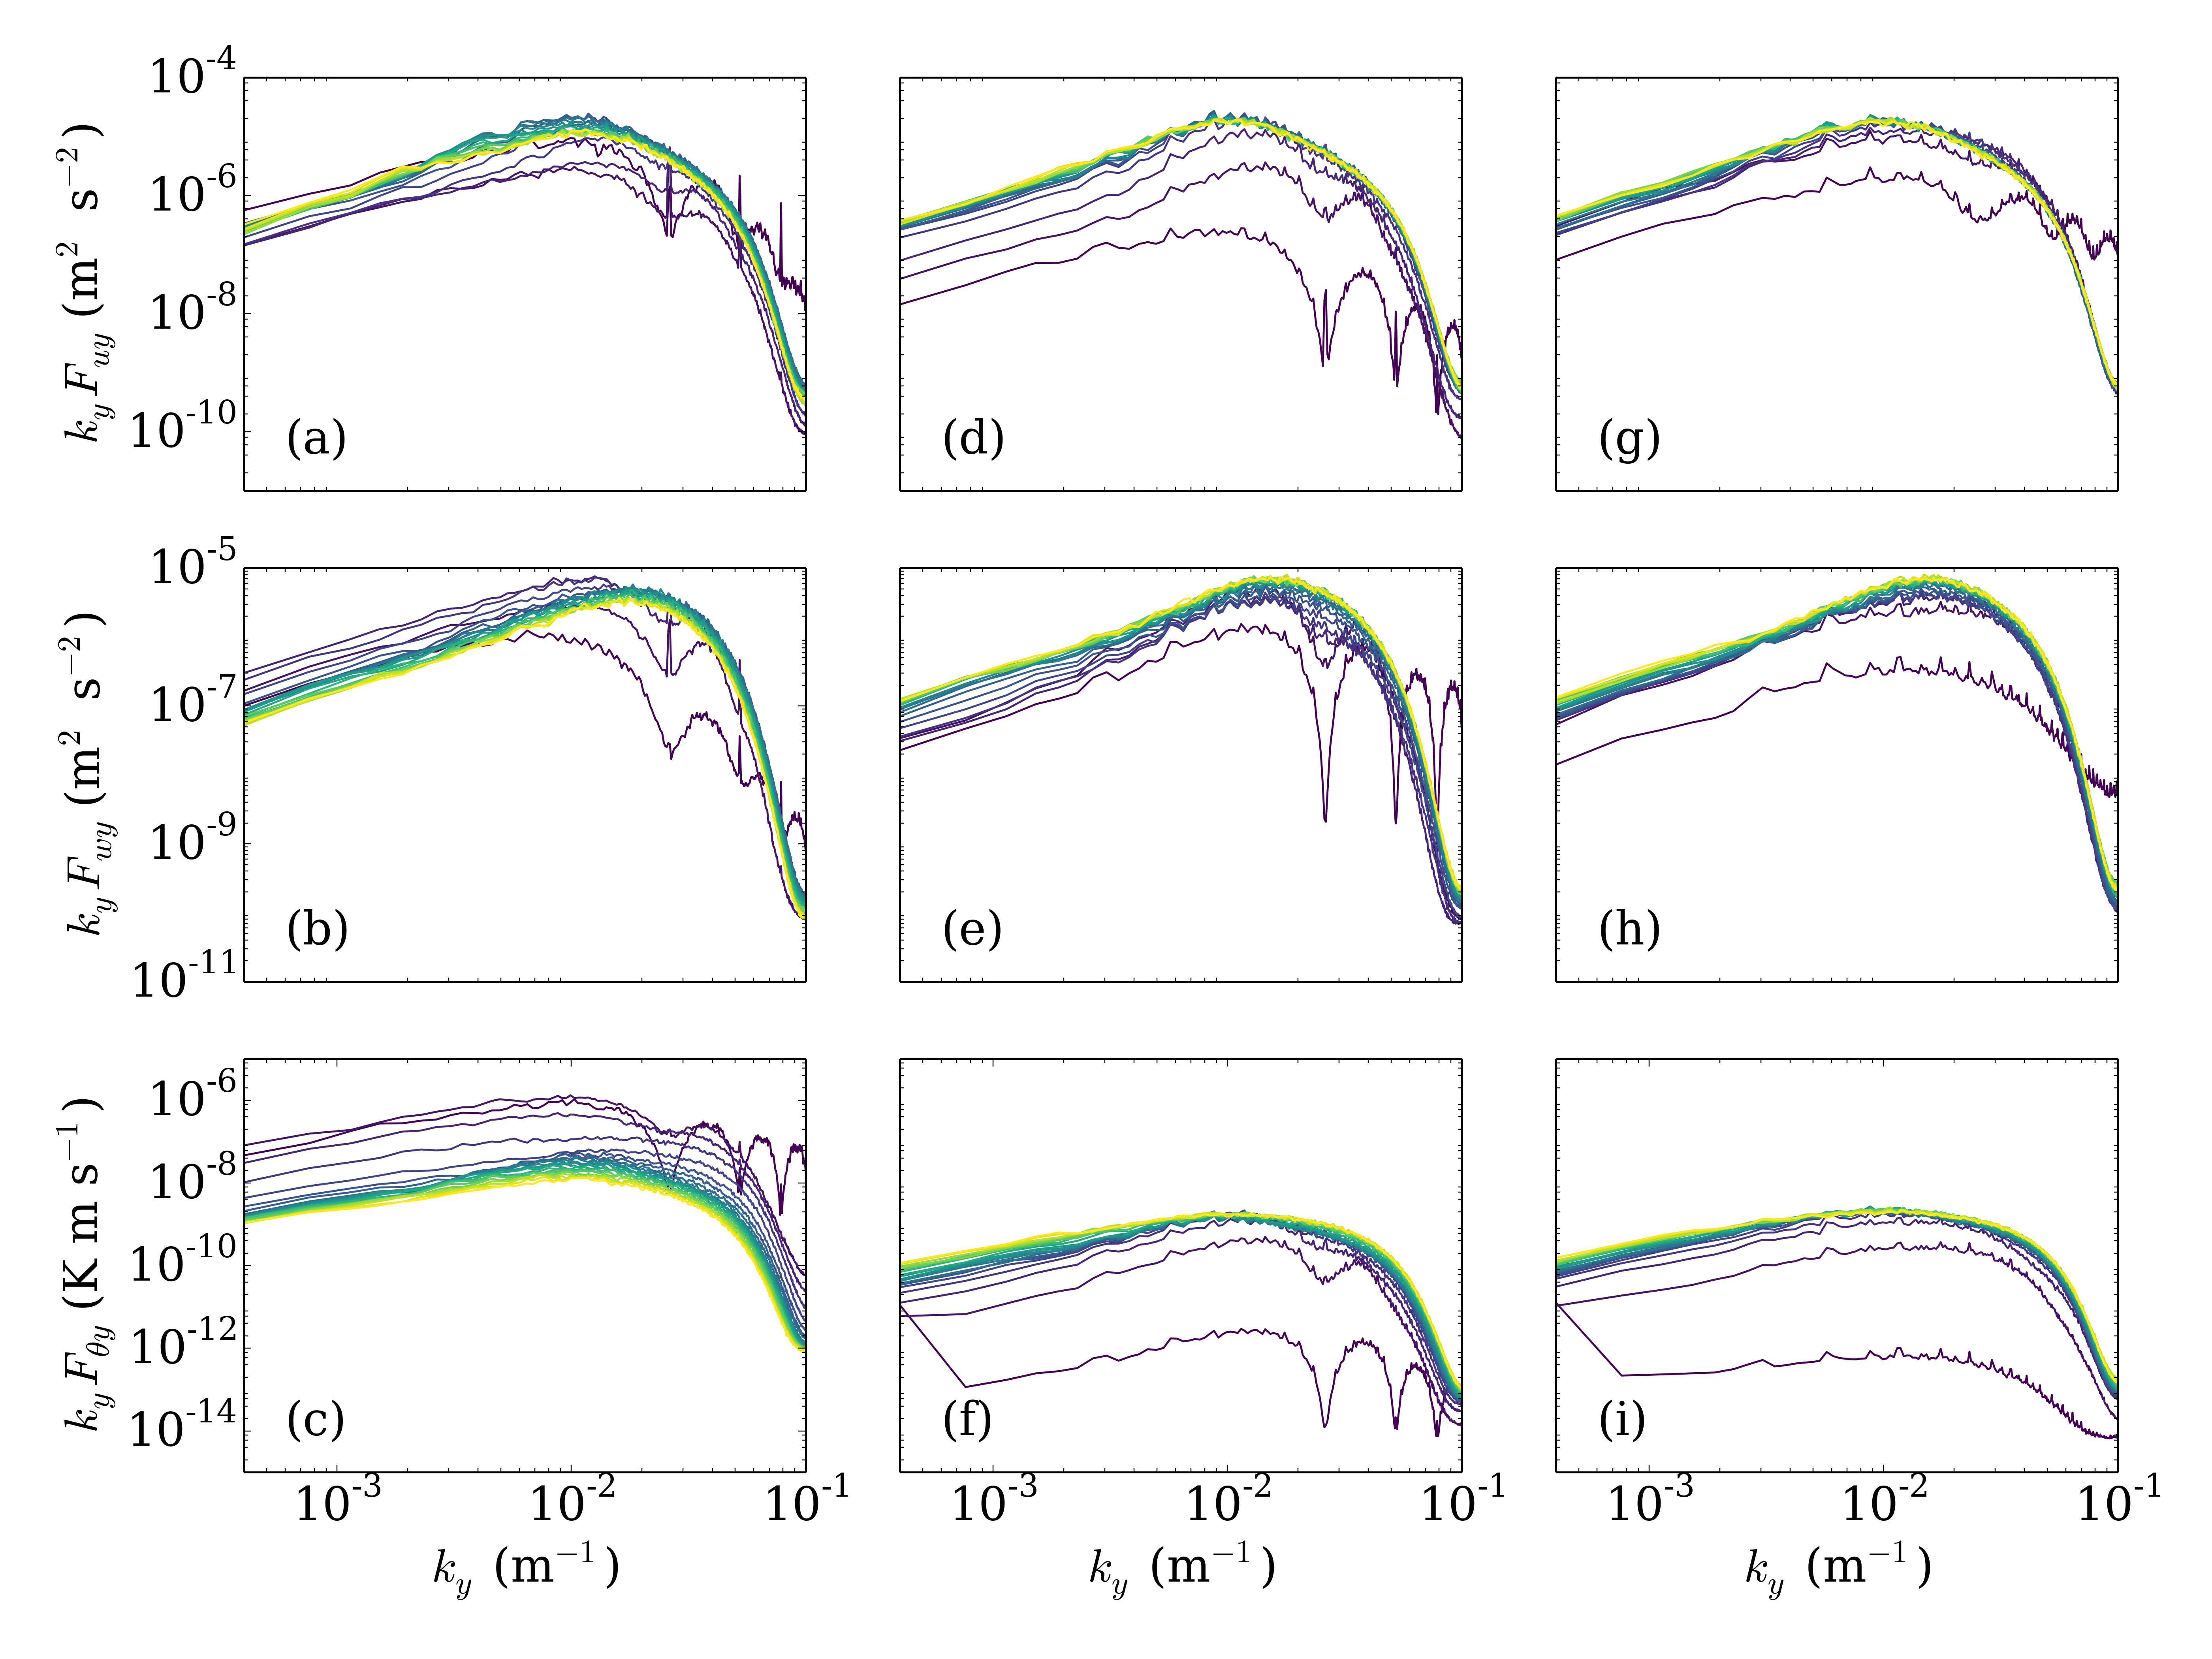 10^-4
10^-6
10^-8
10^-10
k_y F_uy (m^2 s^−2)
(a)
(d)
(g)
10^-5
10^-7
10^-9
10^-11
k_y F_wy (m^2 s^−2)
(b)
(e)
(h)
10^-6
10^-8
10^-10
10^-12
10^-14
k_y F_θy (K m s^−1)
(c)
(f)
(i)
10^-3 10^-2 10^-1
10^-3 10^-2 10^-1
10^-3 10^-2 10^-1
k_y (m^−1)
k_y (m^−1)
k_y (m^−1)